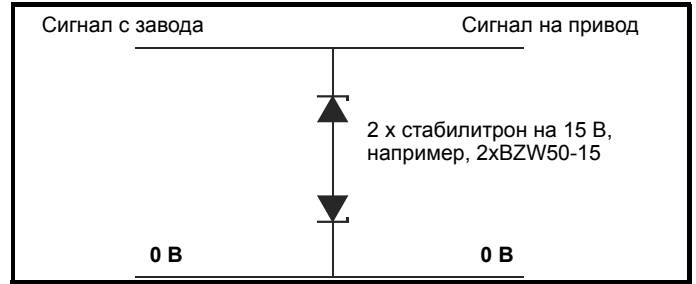 Сигнал с завода
Сигнал на привод
2 x стабилитрон на 15 В,
например, 2xBZW50-15
0 В
0 В